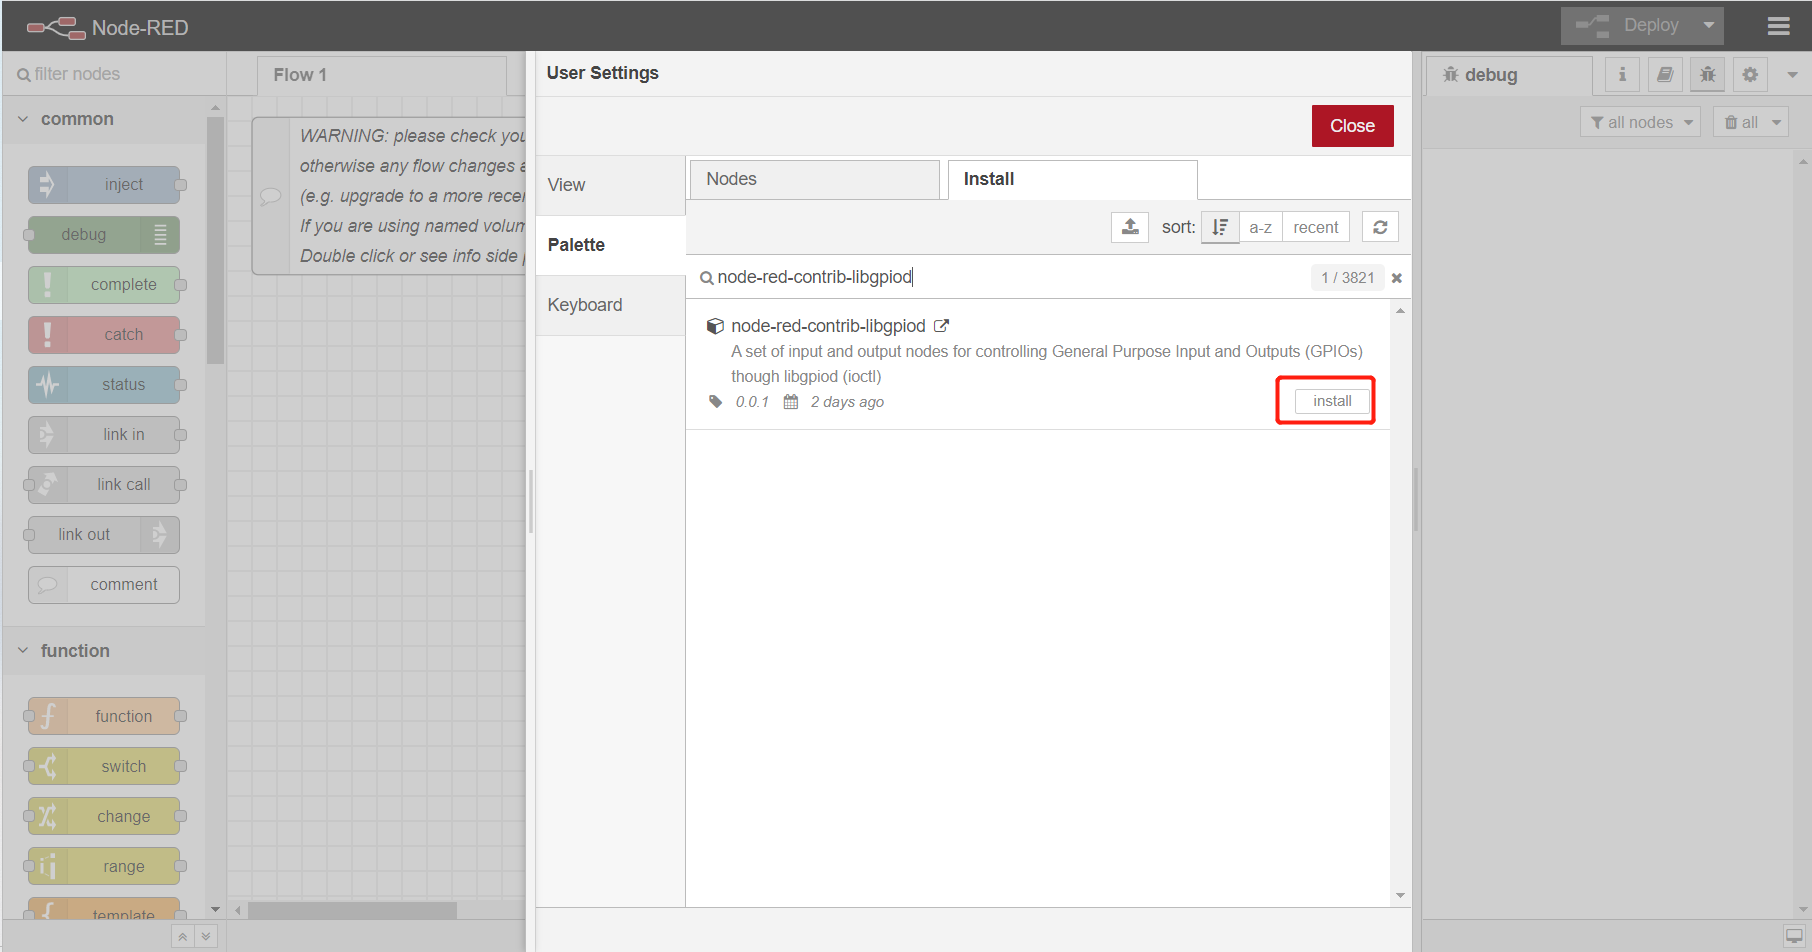 Node-RED
Deploy
filter nodes
Flow 1
User Settings
debug
common
Close
all nodes
all
WARNING: please check you
otherwise any flow changes a
(e.g. upgrade to a more recer
If you are using named volum
Double click or see info side p
inject
debug
complete
catch
status
link in
link call
link out
comment
function
function
switch
change
range
template
View
Palette
Keyboard
Nodes
Install
sort:
a-z
recent
node-red-contrib-libgpiod
1 / 3821
node-red-contrib-libgpiod
A set of input and output nodes for controlling General Purpose Input and Outputs (GPIOs)
though libgpiod (ioctl)
0.0.1
2 days ago
install